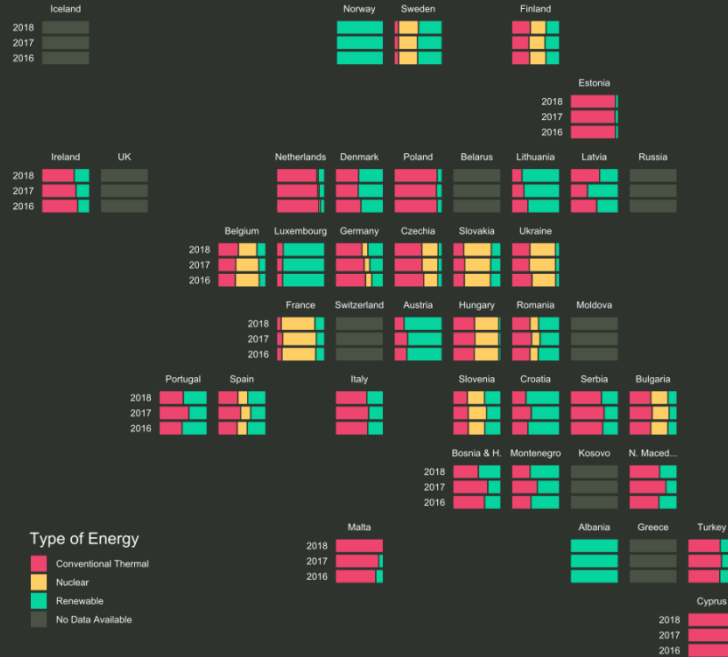 Iceland Norway Sweden Finland
2018
2017
2016
Estonia
2018
2017
2016
Ireland UK Netherlands Denmark Poland Belarus Lithuania Latvia Russia
2018
2017
2016
Belgium Luxembourg Germany Czechia Slovakia Ukraine
2018
2017
2016
France Switzerland Austria Hungary Romania Moldova
2018
2017
2016
Portugal Spain Italy Slovenia Croatia Serbia Bulgaria
2018
2017
2016
Bosnia & H. Montenegro Kosovo N. Maced...
2018
2017
2016
Malta Albania Greece Turkey
2018
2017
2016
Type of Energy
Conventional Thermal
Nuclear
Renewable
No Data Available
Cyprus
2018
2017
2016